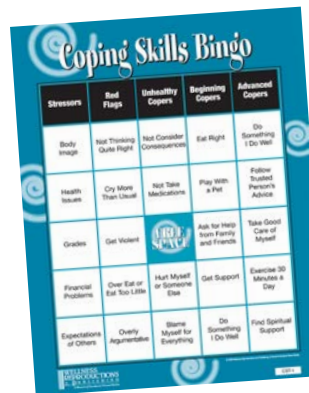 Coping Skills Bingo
Stressors
Red
Flags
Unhealthy
Copers
Beginning
Copers
Advanced
Copers
Body
Image
Not Thinking
Quite Right
Not Consider
Consequences
Eat Right
Do
Something
I Do Well
Health
Issues
Cry More
Than Usual
Not Take
Medications
Play With
a Pet
Follow
Trusted
Person's
Advice
Grades
Get Violent
FREE
SPACE
Ask for Help
from Family
and Friends
Take Good
Care of
Myself
Financial
Problems
Over Eat or
Eat Too Little
Hurt Myself
or Someone
Else
Get Support
Exercise 30
Minutes a
Day
Expectations
of Others
Overly
Argumentative
Blame
Myself for
Everything
Do
Something
I Do Well
Find Spiritual
Support
WELLNESS
REPRODUCTIONS
& PUBLISHING